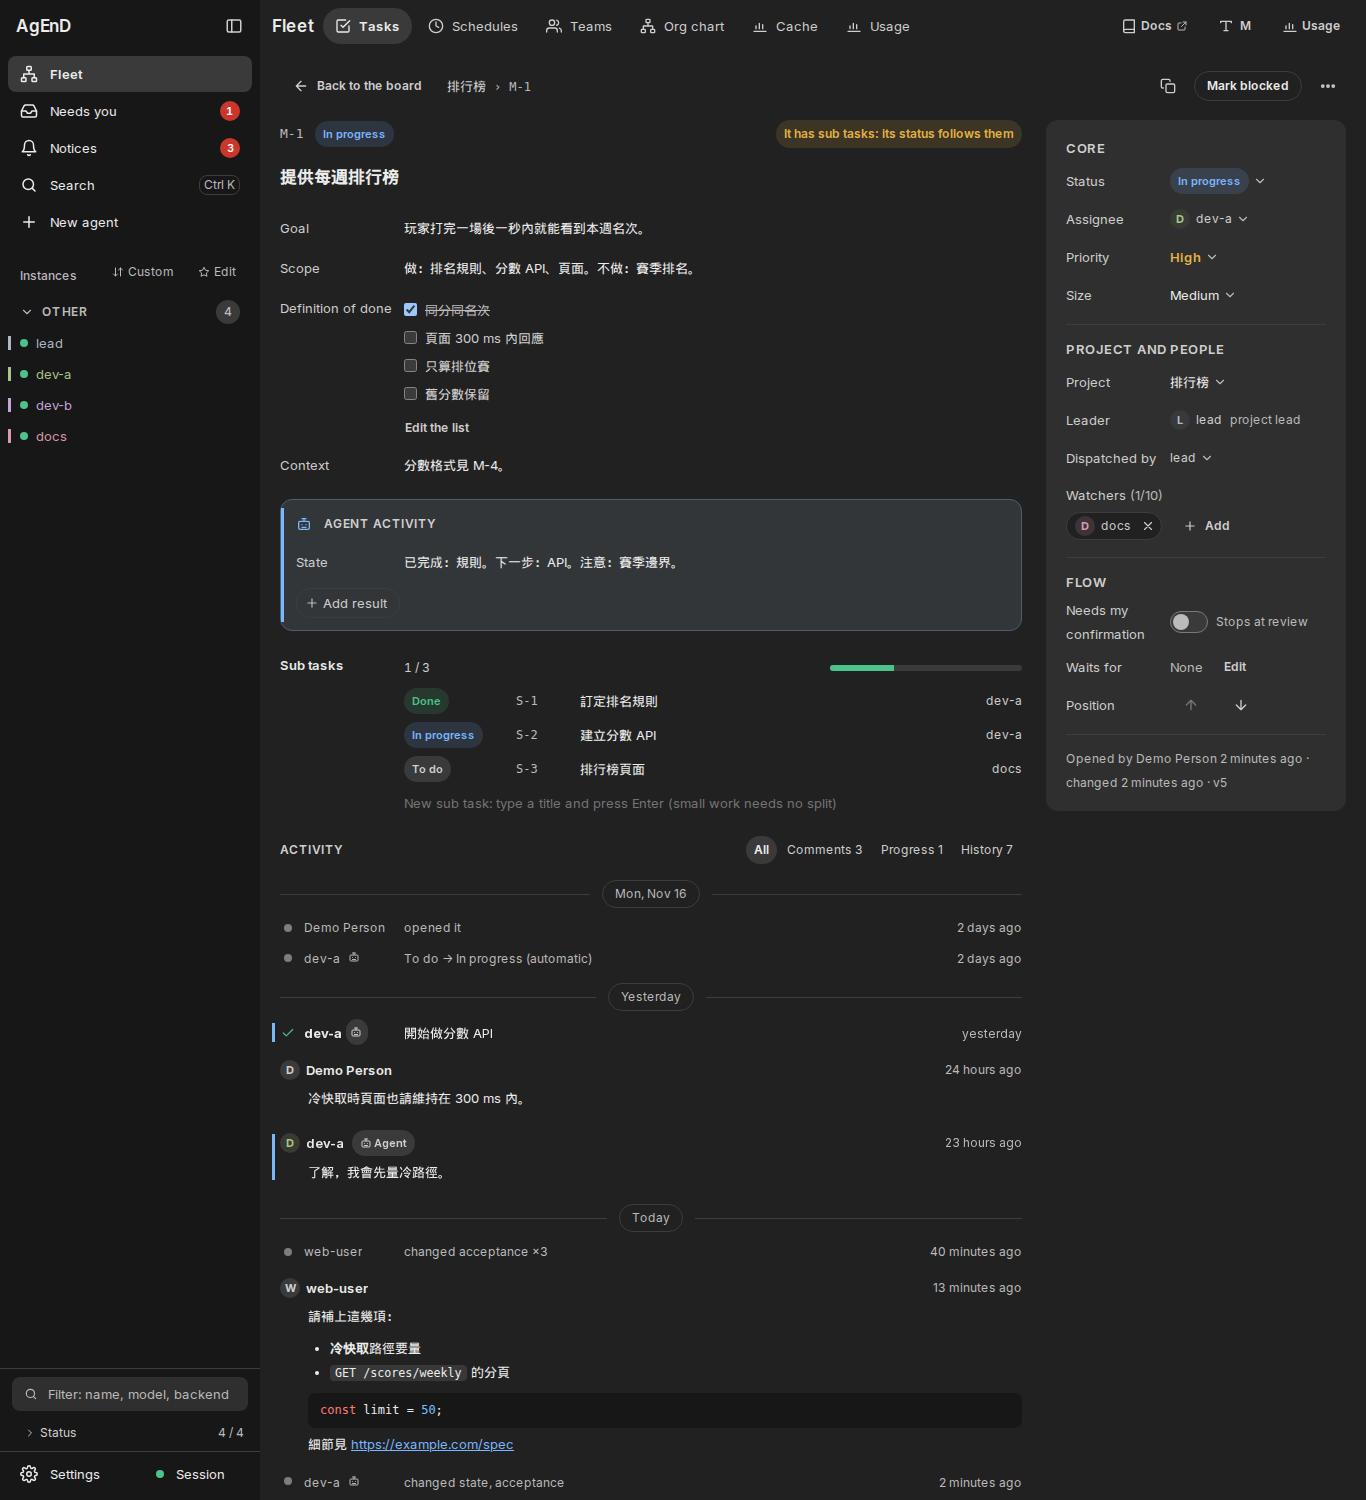 AgEnD
Fleet
Needs you 1
Notices 3
Search Ctrl K
New agent
Instances Custom Edit
OTHER 4
lead
dev-a
dev-b
docs
Filter: name, model, backend
Status 4 / 4
Settings Session
Fleet Tasks Schedules Teams Org chart Cache Usage Docs M Usage
Back to the board 排行榜 › M-1 Mark blocked
M-1 In progress It has sub tasks: its status follows them
提供每週排行榜
Goal 玩家打完一場後一秒內就能看到本週名次。
Scope 做：排名規則、分數 API、頁面。不做：賽季排名。
Definition of done 同分同名次
頁面 300 ms 內回應
只算排位賽
舊分數保留
Edit the list
Context 分數格式見 M-4。
AGENT ACTIVITY
State 已完成：規則。下一步：API。注意：賽季邊界。
Add result
Sub tasks 1 / 3
Done S-1 訂定排名規則 dev-a
In progress S-2 建立分數 API dev-a
To do S-3 排行榜頁面 docs
New sub task: type a title and press Enter (small work needs no split)
ACTIVITY All Comments 3 Progress 1 History 7
Mon, Nov 16
Demo Person opened it 2 days ago
dev-a To do → In progress (automatic) 2 days ago
Yesterday
dev-a 開始做分數 API yesterday
D Demo Person 24 hours ago
冷快取時頁面也請維持在 300 ms 內。
D dev-a Agent 23 hours ago
了解，我會先量冷路徑。
Today
web-user changed acceptance ×3 40 minutes ago
W web-user 13 minutes ago
請補上這幾項：
• 冷快取路徑要量
• GET /scores/weekly 的分頁
const limit = 50;
細節見 https://example.com/spec
dev-a changed state, acceptance 2 minutes ago
CORE
Status In progress
Assignee D dev-a
Priority High
Size Medium
PROJECT AND PEOPLE
Project 排行榜
Leader L lead project lead
Dispatched by lead
Watchers (1/10)
D docs Add
FLOW
Needs my confirmation Stops at review
Waits for None Edit
Position
Opened by Demo Person 2 minutes ago ·
changed 2 minutes ago · v5